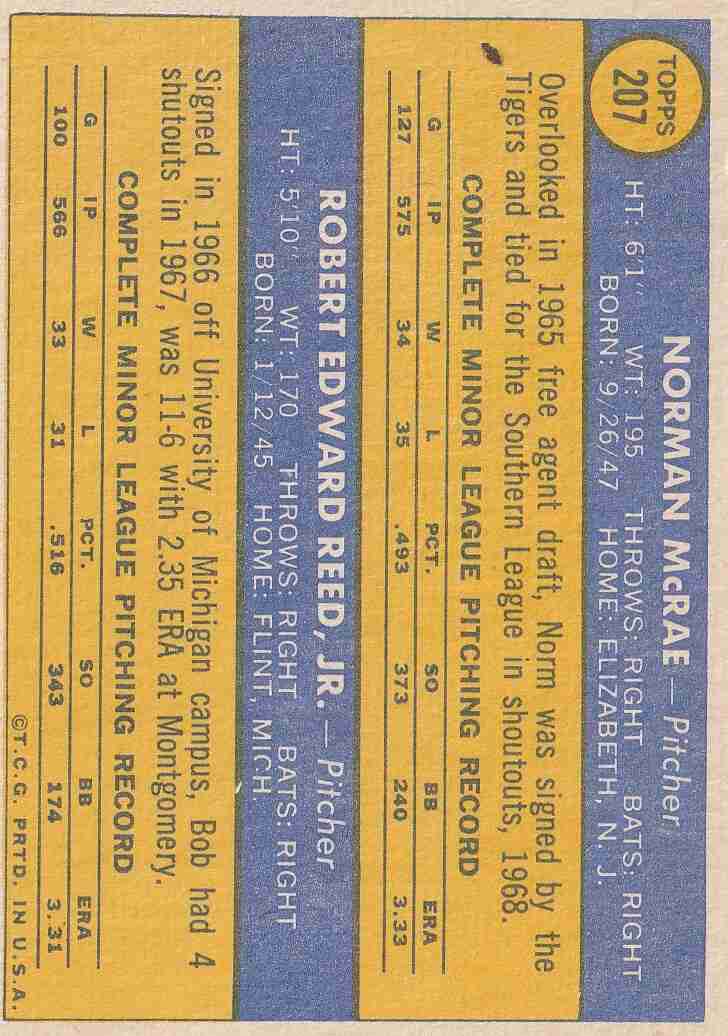 TOPPS
207
NORMAN McRAE — Pitcher
HT: 6'1" WT: 195 THROWS: RIGHT BATS: RIGHT
BORN: 9/26/47 HOME: ELIZABETH, N. J.
Overlooked in 1965 free agent draft, Norm was signed by the
Tigers and tied for the Southern League in shoutouts, 1968.
COMPLETE MINOR LEAGUE PITCHING RECORD
G IP W L PCT. SO BB ERA
127 575 34 35 .493 373 240 3.33
ROBERT EDWARD REED, JR. — Pitcher
HT: 5'10" WT: 170 THROWS: RIGHT BATS: RIGHT
BORN: 1/12/45 HOME: FLINT, MICH.
Signed in 1966 off University of Michigan campus, Bob had 4
shutouts in 1967, was 11-6 with 2.35 ERA at Montgomery.
COMPLETE MINOR LEAGUE PITCHING RECORD
G IP W L PCT. SO BB ERA
100 566 33 31 .516 343 174 3.31
©T.C.G. PRTD. IN U.S.A.